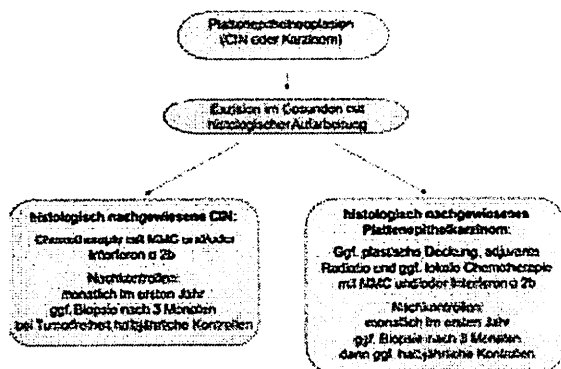 Plattenepithelneoplasien
(CIN oder Karzinom)
Exzision im Gesunden mit
histologischer Aufarbeitung
histologisch nachgewiesene CIN:
Chemotherapie mit MMC und/oder
Interferon α 2b
Nachkontrollen:
monatlich im ersten Jahr
ggf. Biopsie nach 3 Monaten
bei Tumorfreiheit halbjährliche Kontrollen
histologisch nachgewiesenes
Plattenepithelkarzinom:
Ggf. plastische Deckung, adjuvante
Radiatio und ggf. lokale Chemotherapie
mit MMC und/oder Interferon α 2b
Nachkontrollen:
monatlich im ersten Jahr
ggf. Biopsie nach 3 Monaten
dann ggf. halbjährliche Kontrollen